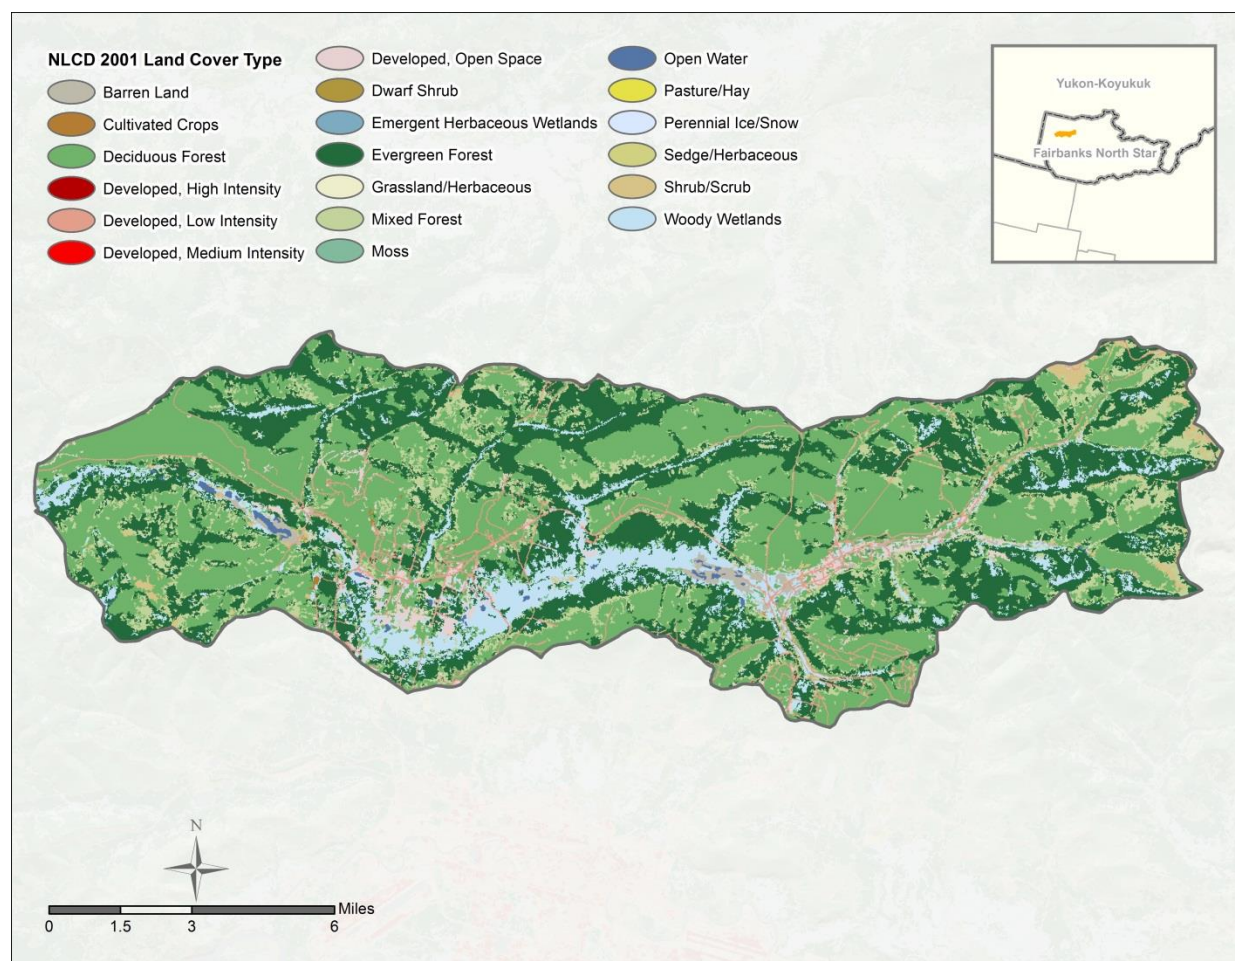 NLCD 2001 Land Cover Type
Barren Land
Cultivated Crops
Deciduous Forest
Developed, High Intensity
Developed, Low Intensity
Developed, Medium Intensity
Developed, Open Space
Dwarf Shrub
Emergent Herbaceous Wetlands
Evergreen Forest
Grassland/Herbaceous
Mixed Forest
Moss
Open Water
Pasture/Hay
Perennial Ice/Snow
Sedge/Herbaceous
Shrub/Scrub
Woody Wetlands
Yukon-Koyukuk
Fairbanks North Star
N
Miles
0 1.5 3 6